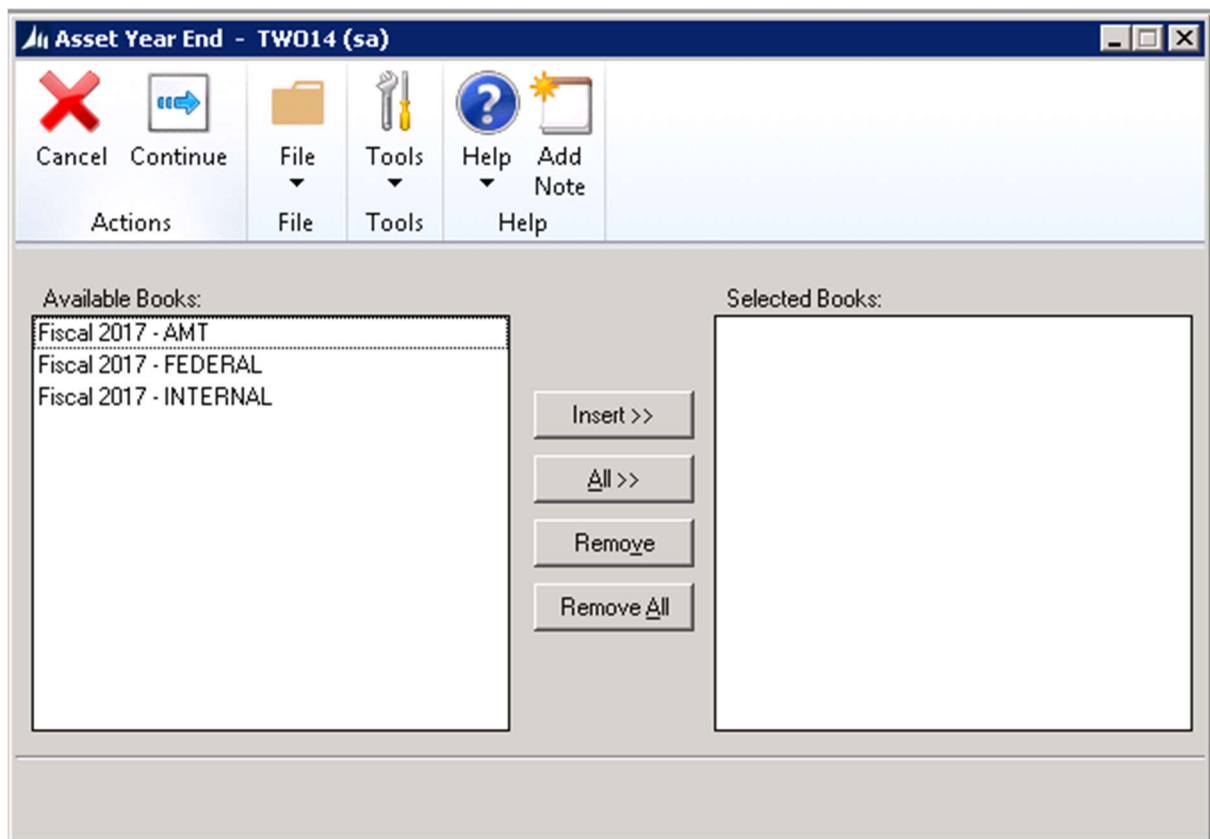 Asset Year End - TWO14 (sa)
Cancel Continue File Tools Help Add Note
Actions File Tools Help
Available Books:
Selected Books:
Fiscal 2017 - AMT
Fiscal 2017 - FEDERAL
Fiscal 2017 - INTERNAL
Insert >>
All >>
Remove
Remove All